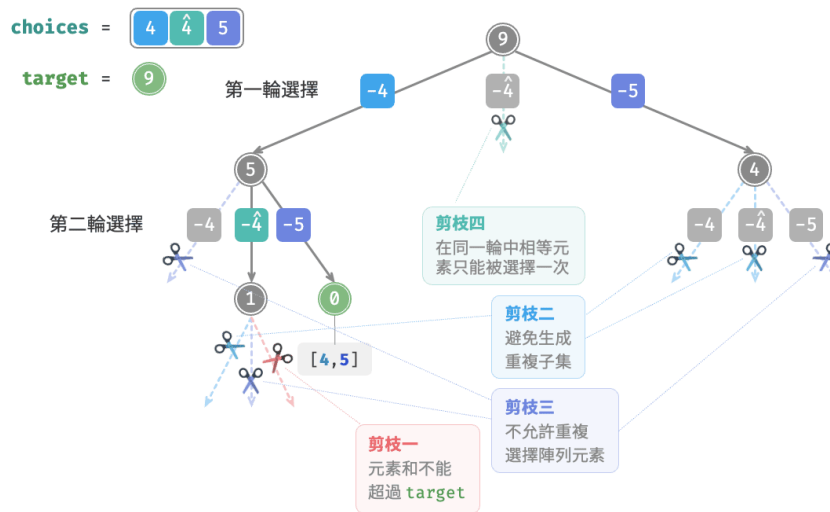 choices = 4 4̂ 5
target = 9
9
第一輪選擇
-4 -4̂ -5
5 4
第二輪選擇
-4 -4̂ -5
-4 -4̂ -5
剪枝四
在同一輪中相等元
素只能被選擇一次
1 0
[4,5]
剪枝二
避免生成
重複子集
剪枝三
不允許重複
選擇陣列元素
剪枝一
元素和不能
超過 target